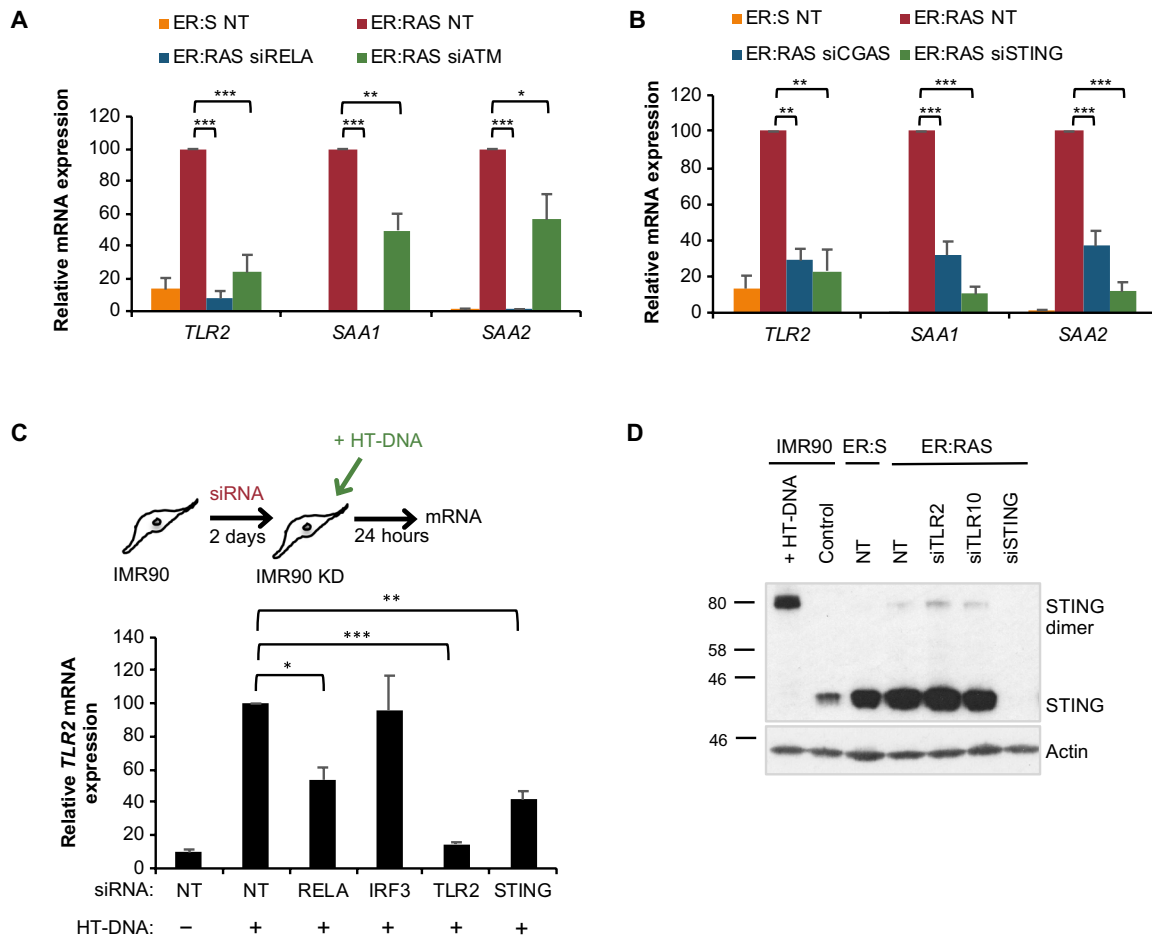 A
ER:S NT ER:RAS NT
ER:RAS siRELA ER:RAS siATM
Relative mRNA expression
120
100
80
60
40
20
0
*** *** ** *** * ***
TLR2 SAA1 SAA2
B
ER:S NT ER:RAS NT
ER:RAS siCGAS ER:RAS siSTING
Relative mRNA expression
120
100
80
60
40
20
0
** ** *** *** *** ***
TLR2 SAA1 SAA2
C
+ HT-DNA
siRNA
2 days
24 hours
mRNA
IMR90
IMR90 KD
Relative TLR2 mRNA
expression
140
120
100
80
60
40
20
0
**
***
*
siRNA: NT NT RELA IRF3 TLR2 STING
HT-DNA: – + + + + +
D
IMR90 ER:S ER:RAS
+ HT-DNA
Control
NT
NT
siTLR2
siTLR10
siSTING
80
58
46
STING
dimer
STING
46
Actin